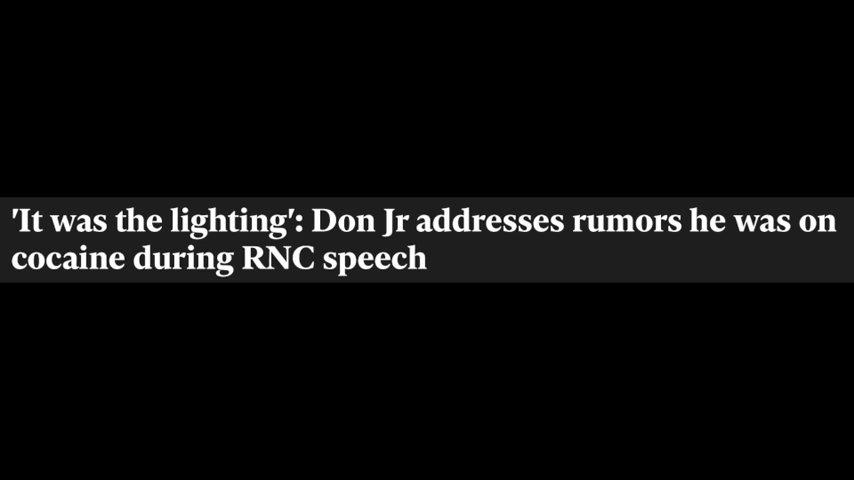 'It was the lighting': Don Jr addresses rumors he was on
cocaine during RNC speech